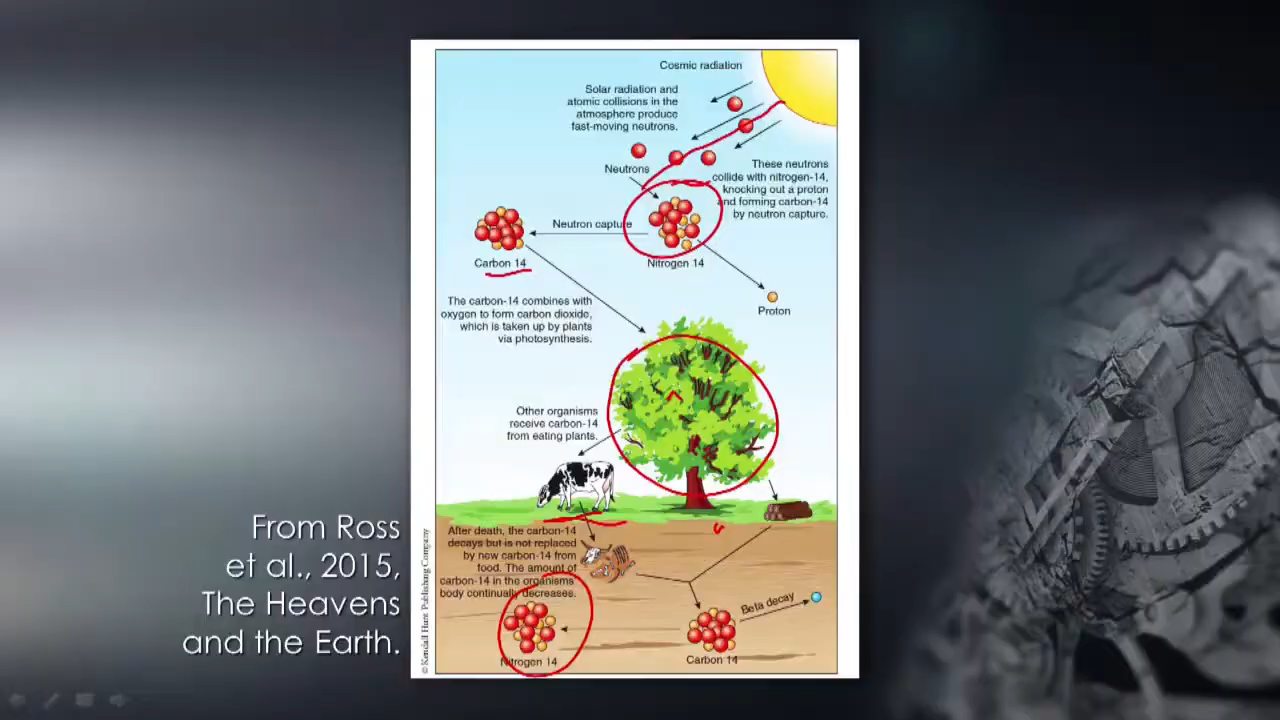 Cosmic radiation
Solar radiation and
atomic collisions in the
atmosphere produce
fast-moving neutrons.
Neutrons
These neutrons
collide with nitrogen-14,
knocking out a proton
and forming carbon-14
by neutron capture.
Neutron capture
Carbon 14
Nitrogen 14
Proton
The carbon-14 combines with
oxygen to form carbon dioxide,
which is taken up by plants
via photosynthesis.
Other organisms
receive carbon-14
from eating plants.
After death, the carbon-14
decays but is not replaced
by new carbon-14 from
food. The amount of
carbon-14 in the organisms'
body continually decreases.
Beta decay
Nitrogen 14
Carbon 14
© Kendall Hunt Publishing Company
From Ross
et al., 2015,
The Heavens
and the Earth.